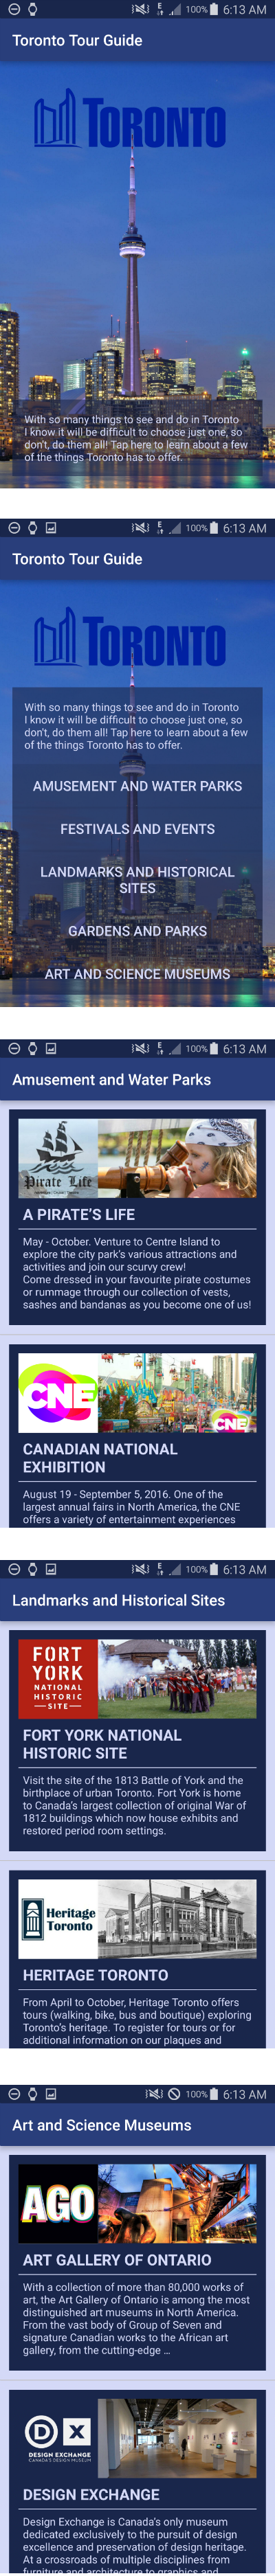 E
100%
6:13 AM
Toronto Tour Guide
TORONTO
With so many things to see and do in Toronto
I know it will be difficult to choose just one, so
don't, do them all! Tap here to learn about a few
of the things Toronto has to offer.
E
100%
6:13 AM
Toronto Tour Guide
TORONTO
With so many things to see and do in Toronto
I know it will be difficult to choose just one, so
don't, do them all! Tap here to learn about a few
of the things Toronto has to offer.
AMUSEMENT AND WATER PARKS
FESTIVALS AND EVENTS
LANDMARKS AND HISTORICAL
SITES
GARDENS AND PARKS
ART AND SCIENCE MUSEUMS
E
100%
6:13 AM
Amusement and Water Parks
Pirate Life
A PIRATE'S LIFE
May - October. Venture to Centre Island to
explore the city park's various attractions and
activities and join our scurvy crew!
Come dressed in your favourite pirate costumes
or rummage through our collection of vests,
sashes and bandanas as you become one of us!
CNE
CNE
CANADIAN NATIONAL
EXHIBITION
August 19 - September 5, 2016. One of the
largest annual fairs in North America, the CNE
offers a variety of entertainment experiences
E
100%
6:13 AM
Landmarks and Historical Sites
FORT
YORK
NATIONAL
HISTORIC
SITE
FORT YORK NATIONAL
HISTORIC SITE
Visit the site of the 1813 Battle of York and the
birthplace of urban Toronto. Fort York is home
to Canada's largest collection of original War of
1812 buildings which now house exhibits and
restored period room settings.
Heritage
Toronto
HERITAGE TORONTO
From April to October, Heritage Toronto offers
tours (walking, bike, bus and boutique) exploring
Toronto's heritage. To register for tours or for
additional information on our plaques and
100%
6:13 AM
Art and Science Museums
AGO
ART GALLERY OF ONTARIO
With a collection of more than 80,000 works of
art, the Art Gallery of Ontario is among the most
distinguished art museums in North America.
From the vast body of Group of Seven and
signature Canadian works to the African art
gallery, from the cutting-edge ...
D X
DESIGN EXCHANGE
CANADA'S DESIGN MUSEUM
DESIGN EXCHANGE
Design Exchange is Canada's only museum
dedicated exclusively to the pursuit of design
excellence and preservation of design heritage.
At a crossroads of multiple disciplines from
furniture and architecture to graphics and